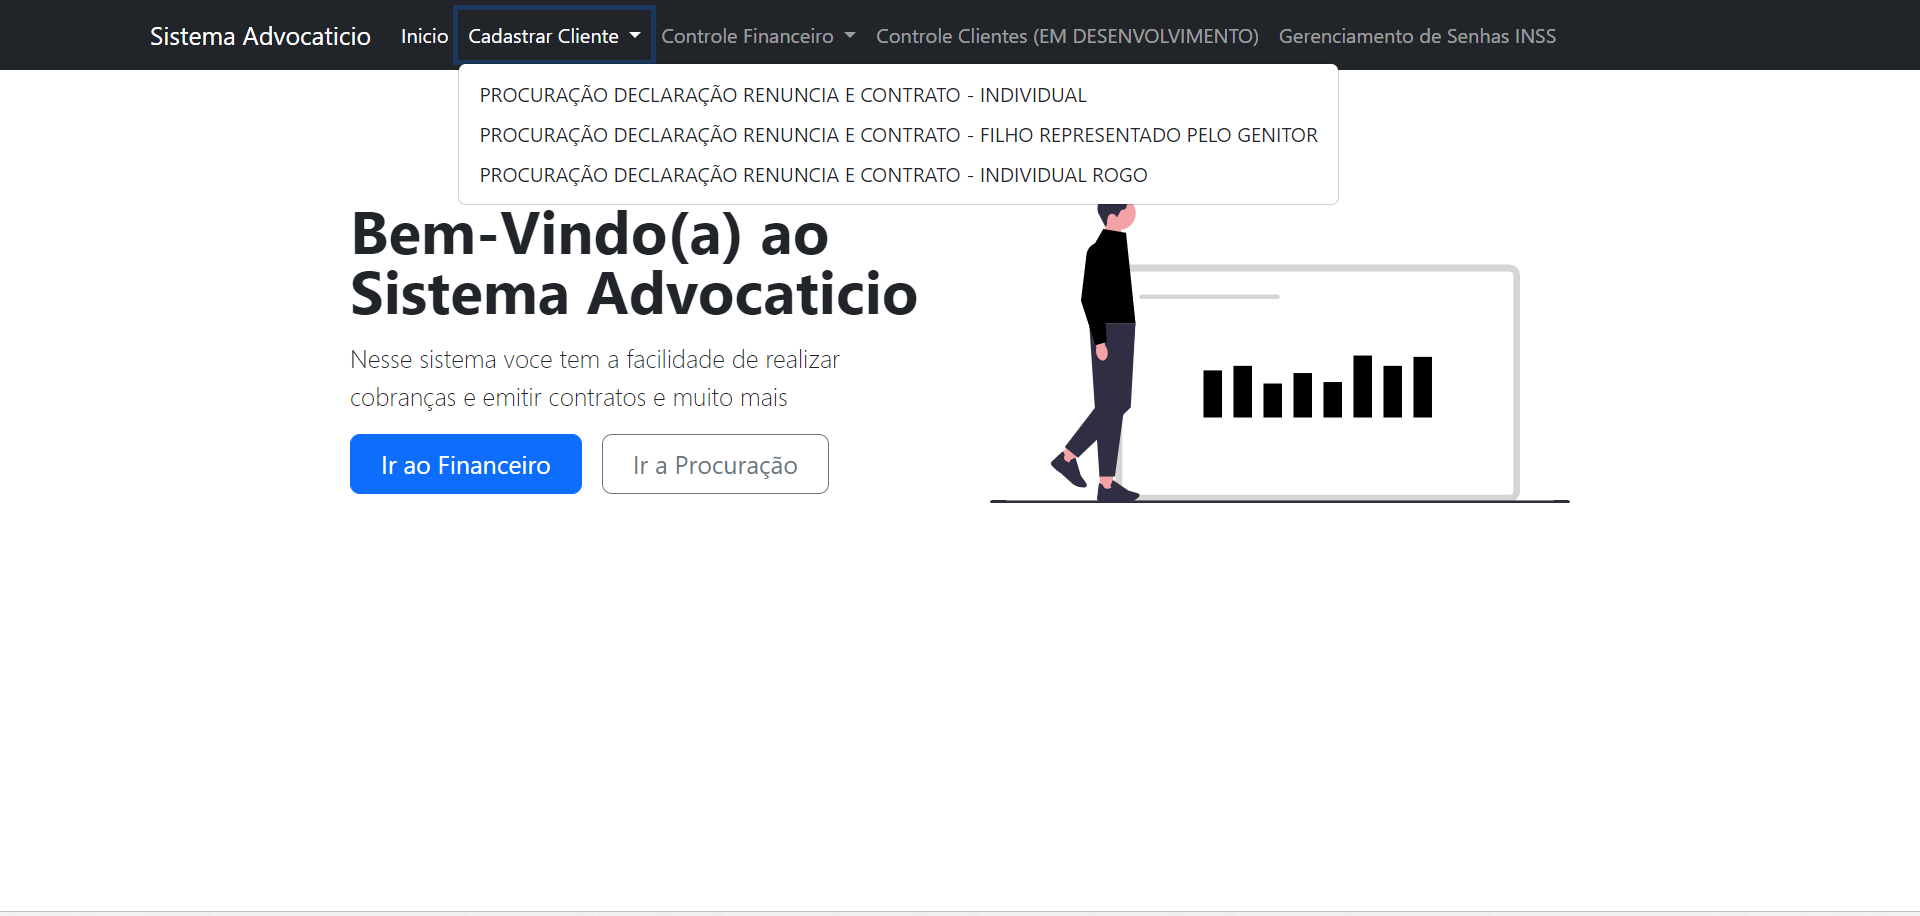 Sistema Advocaticio Inicio Cadastrar Cliente Controle Financeiro Controle Clientes (EM DESENVOLVIMENTO) Gerenciamento de Senhas INSS
PROCURAÇÃO DECLARAÇÃO RENUNCIA E CONTRATO - INDIVIDUAL
PROCURAÇÃO DECLARAÇÃO RENUNCIA E CONTRATO - FILHO REPRESENTADO PELO GENITOR
PROCURAÇÃO DECLARAÇÃO RENUNCIA E CONTRATO - INDIVIDUAL ROGO
Bem-Vindo(a) ao
Sistema Advocaticio
Nesse sistema voce tem a facilidade de realizar
cobranças e emitir contratos e muito mais
Ir ao Financeiro Ir a Procuração